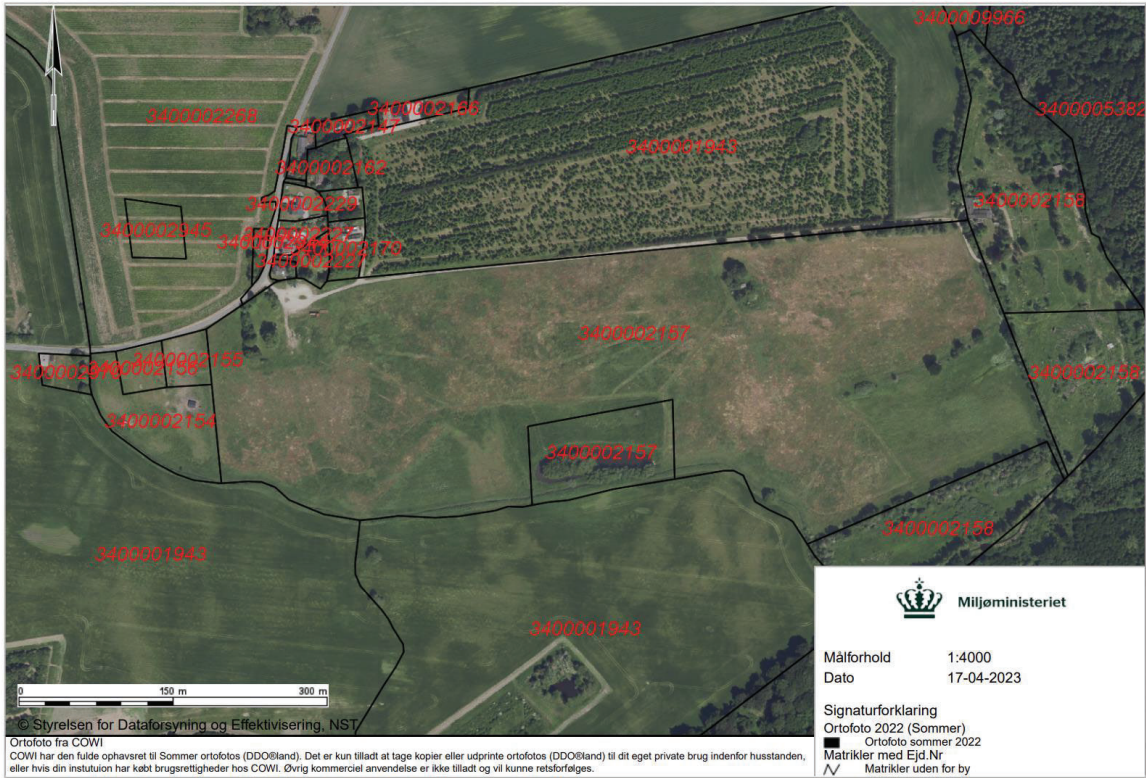 3400009966
3400002166
3400002147
3400002268
3400005382
3400001943
3400002162
3400002158
3400002229
3400002945
3400002221
3400002157
3400002155
3400002156
3400002158
3400002154
3400002157
3400002158
3400001943
3400001943
Miljøministeriet
Målforhold 1:4000
Dato 17-04-2023
Signaturforklaring
Ortofoto 2022 (Sommer)
Ortofoto sommer 2022
Matrikler med Ejd.Nr
Matrikler uden for by
0 150 m 300 m
© Styrelsen for Dataforsyning og Effektivisering, NST
Ortofoto fra COWI
COWI har den fulde ophavsret til Sommer ortofotos (DDO®land). Det er kun tilladt at tage kopier eller udprinte ortofotos (DDO®land) til dit eget private brug indenfor husstanden,
eller hvis din instutuion har købt brugsrettigheder hos COWI. Øvrig kommerciel anvendelse er ikke tilladt og vil kunne retsforfølges.